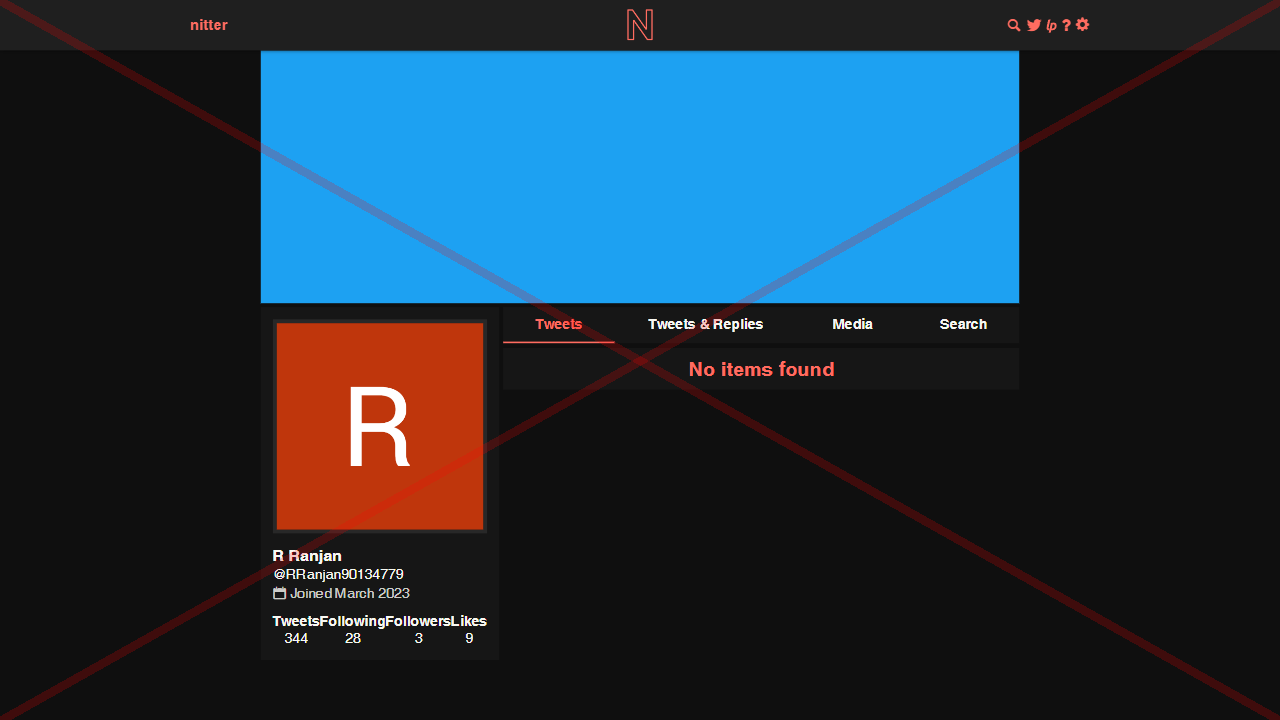 nitter
N
lp ?
Tweets Tweets & Replies Media Search
No items found
R
R Ranjan
@RRanjan90134779
Joined March 2023
Tweets Following Followers Likes
344 28 3 9